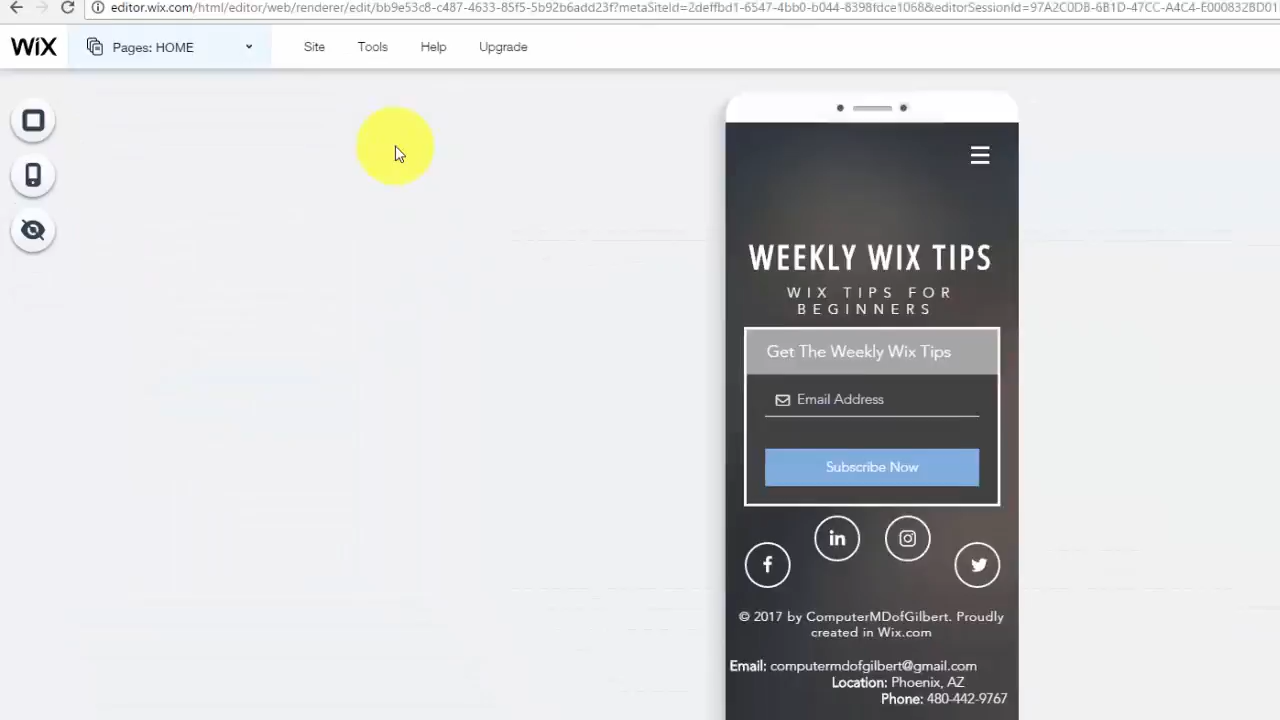 editor.wix.com/html/editor/web/renderer/edit/bb9e53c8-c487-4633-85f5-5b92b6add23f?metaSiteId=2deffbd1-6547-4bb0-b044-8398fdce1068&editorSessionId=97A2C0DB-6B1D-47CC-A4C4-E0008328D01
WiX Pages: HOME Site Tools Help Upgrade
WEEKLY WIX TIPS
WIX TIPS FOR
BEGINNERS
Get The Weekly Wix Tips
Email Address
Subscribe Now
© 2017 by ComputerMDofGilbert. Proudly
created in Wix.com
Email: computermdofgilbert@gmail.com
Location: Phoenix, AZ
Phone: 480-442-9767